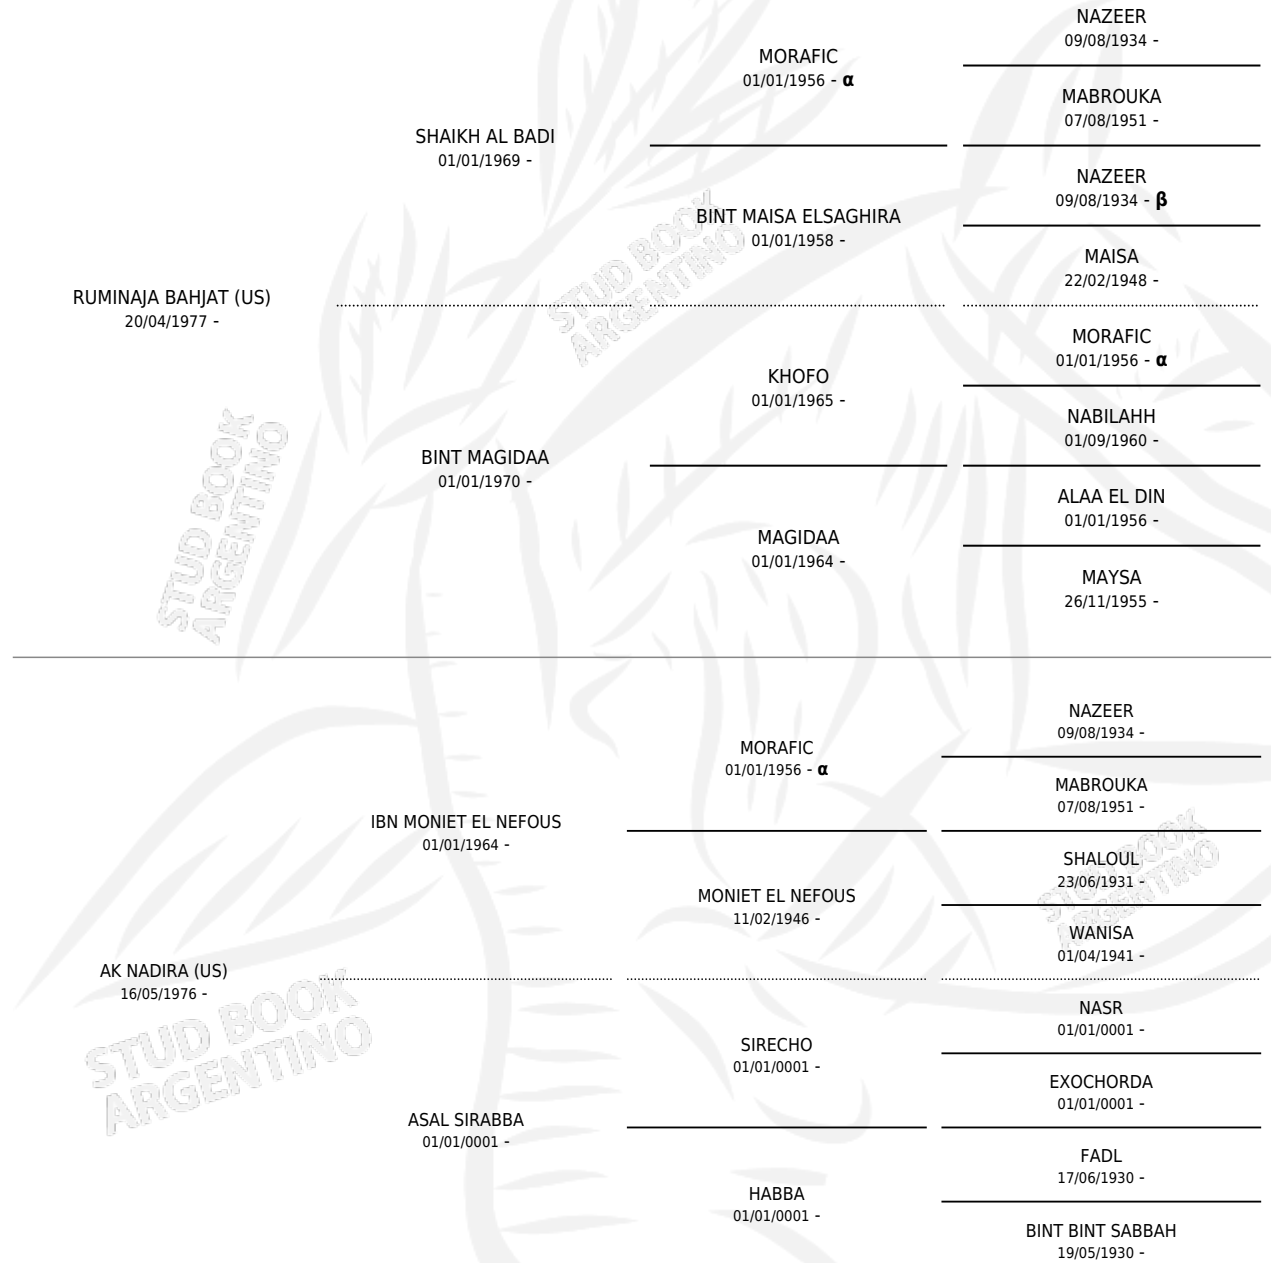 NAZEER
09/08/1934 -
MORAFIC
01/01/1956 - α
MABROUKA
07/08/1951 -
SHAIKH AL BADI
01/01/1969 -
NAZEER
09/08/1934 - β
BINT MAISA ELSAGHIRA
01/01/1958 -
MAISA
22/02/1948 -
RUMINAJA BAHJAT (US)
20/04/1977 -
MORAFIC
01/01/1956 - α
KHOFO
01/01/1965 -
NABILAHH
01/09/1960 -
BINT MAGIDAA
01/01/1970 -
ALAA EL DIN
01/01/1956 -
MAGIDAA
01/01/1964 -
MAYSA
26/11/1955 -
NAZEER
09/08/1934 -
MORAFIC
01/01/1956 - α
MABROUKA
07/08/1951 -
IBN MONIET EL NEFOUS
01/01/1964 -
SHALOUL
23/06/1931 -
MONIET EL NEFOUS
11/02/1946 -
WANISA
01/04/1941 -
AK NADIRA (US)
16/05/1976 -
NASR
01/01/0001 -
SIRECHO
01/01/0001 -
EXOCHORDA
01/01/0001 -
ASAL SIRABBA
01/01/0001 -
FADL
17/06/1930 -
HABBA
01/01/0001 -
BINT BINT SABBAH
19/05/1930 -
STUD BOOK
ARGENTINO
STUD BOOK
ARGENTINO
STUD BOOK
ARGENTINO
STUD BOOK
ARGENTINO